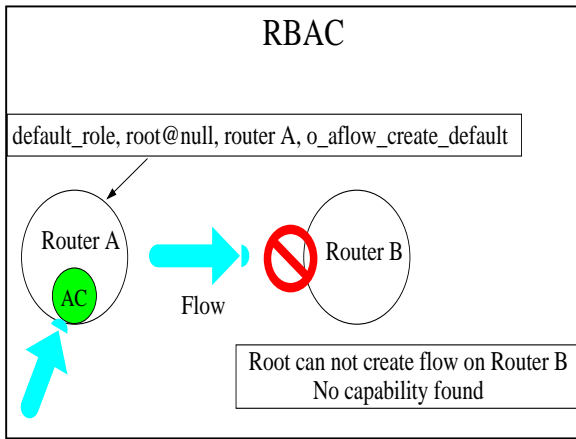 RBAC
default_role, root@null, router A, o_aflow_create_default
Router A
AC
Flow
Router B
Root can not create flow on Router B
No capability found